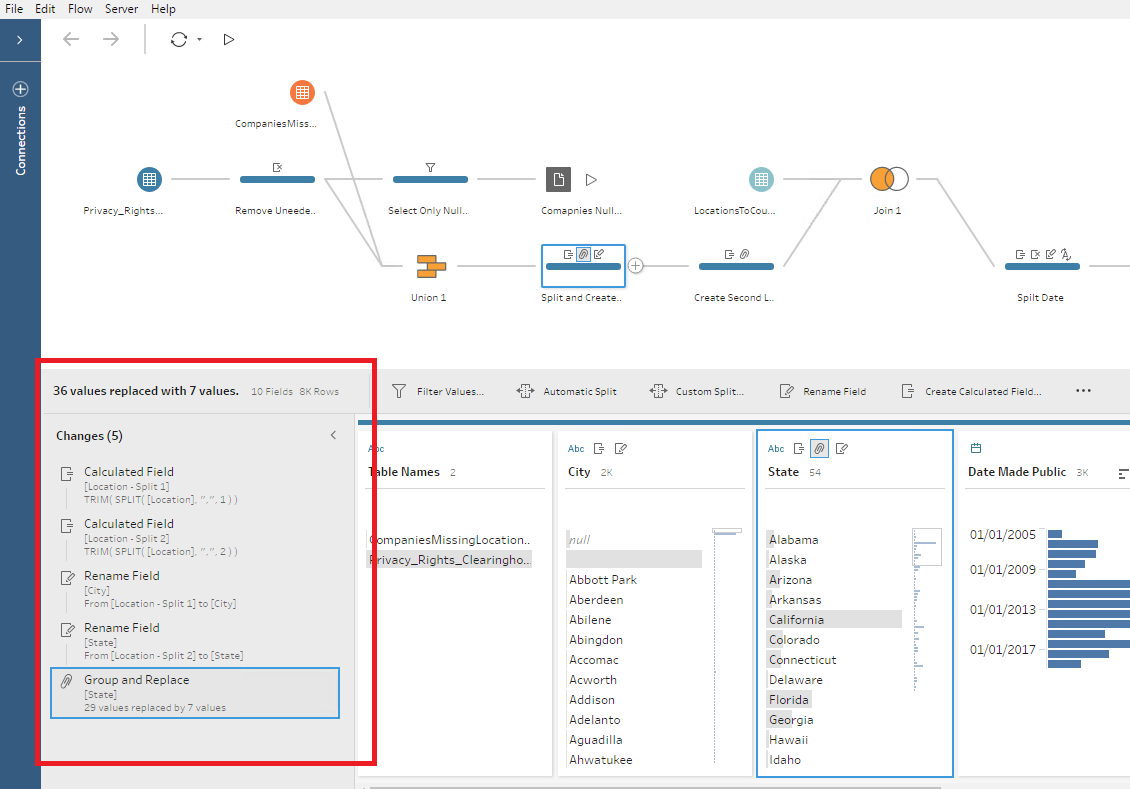 File Edit Flow Server Help
Connections
CompaniesMiss...
Privacy_Rights...
Remove Uneede..
Select Only Null...
Comapnies Null...
LocationsToCou...
Join 1
Union 1
Split and Create..
Create Second L..
Spilt Date
36 values replaced with 7 values. 10 Fields 8K Rows
Filter Values... Automatic Split Custom Split... Rename Field Create Calculated Field...
Changes (5)
Calculated Field
[Location - Split 1]
TRIM( SPLIT( [Location], ",", 1 ) )
Calculated Field
[Location - Split 2]
TRIM( SPLIT( [Location], ",", 2 ) )
Rename Field
[City]
From [Location - Split 1] to [City]
Rename Field
[State]
From [Location - Split 2] to [State]
Group and Replace
[State]
29 values replaced by 7 values
Abc
Table Names 2
CompaniesMissingLocation..
Privacy_Rights_Clearingho...
Abc
City 2K
null
Abbott Park
Aberdeen
Abilene
Abingdon
Accomac
Acworth
Addison
Adelanto
Aguadilla
Ahwatukee
Abc
State 54
Alabama
Alaska
Arizona
Arkansas
California
Colorado
Connecticut
Delaware
Florida
Georgia
Hawaii
Idaho
Date Made Public 3K
01/01/2005
01/01/2009
01/01/2013
01/01/2017